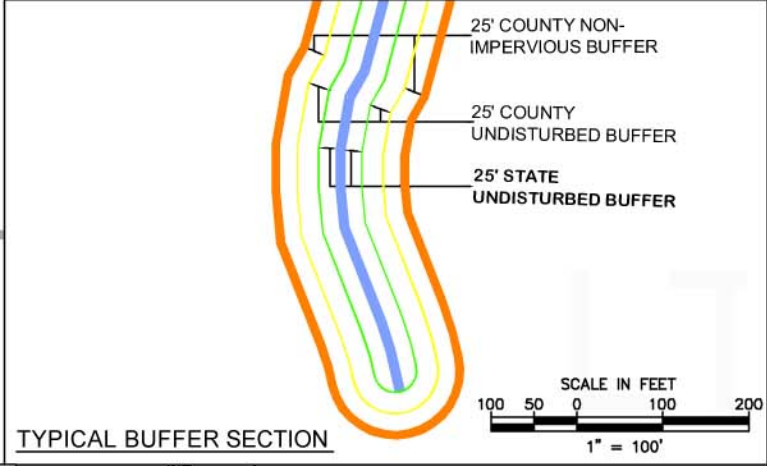 25' COUNTY NON-
IMPERVIOUS BUFFER
25' COUNTY
UNDISTURBED BUFFER
25' STATE
UNDISTURBED BUFFER
SCALE IN FEET
100 50 0 100 200
1" = 100'
TYPICAL BUFFER SECTION